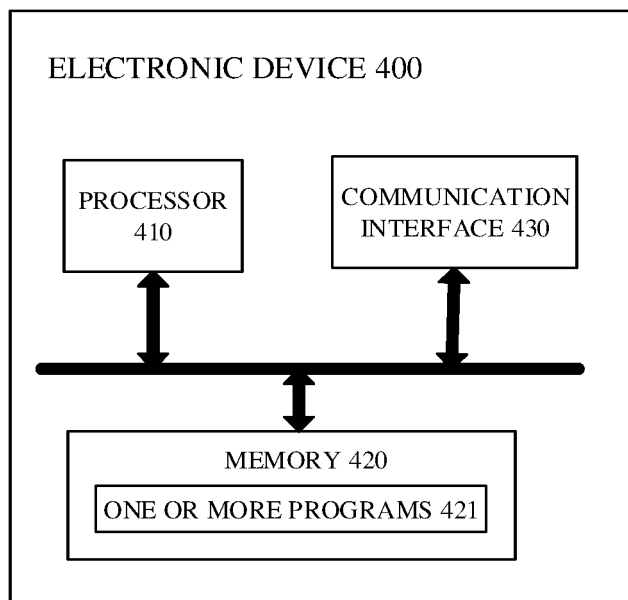 ELECTRONIC DEVICE 400
PROCESSOR
410
COMMUNICATION
INTERFACE 430
MEMORY 420
ONE OR MORE PROGRAMS 421